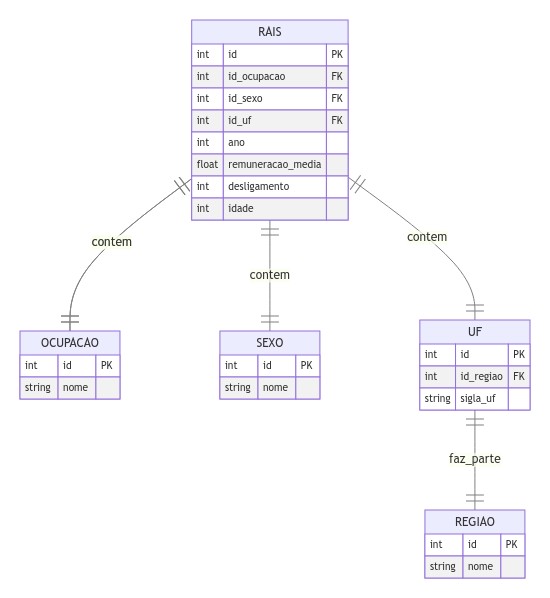 RAIS
int id PK
int id_ocupacao FK
int id_sexo FK
int id_uf FK
int ano
float remuneracao_media
int desligamento
int idade
contem
contem
contem
OCUPACAO
int id PK
string nome
SEXO
int id PK
string nome
UF
int id PK
int id_regiao FK
string sigla_uf
faz_parte
REGIAO
int id PK
string nome